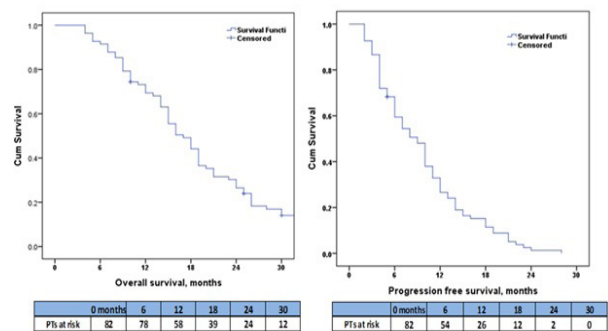 Survival Functi
Censored
Cum Survival
1.0
0.8
0.6
0.4
0.2
0.0
0 6 12 18 24 30
Overall survival, months
0 months 6 12 18 24 30
PTs at risk 82 78 58 39 24 12
Survival Functi
Censored
Cum Survival
1.0
0.8
0.6
0.4
0.2
0.0
0 6 12 18 24 30
Progression free survival, months
0 months 6 12 18 24 30
PTs at risk 82 54 26 12 2 0